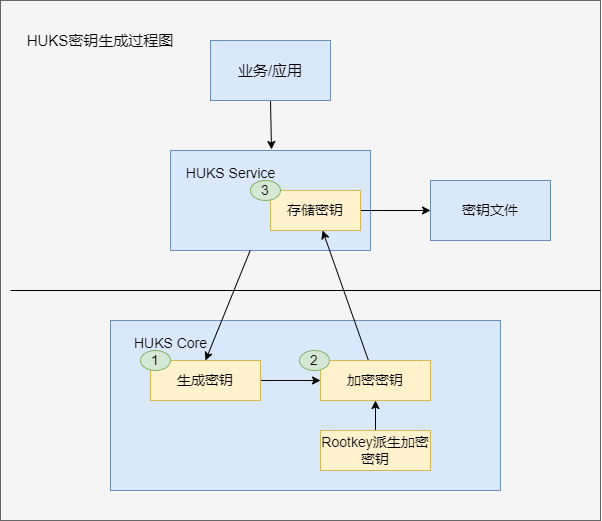 HUKS密钥生成过程图
业务/应用
HUKS Service
3
存储密钥
密钥文件
HUKS Core
1
生成密钥
2
加密密钥
Rootkey派生加密
密钥